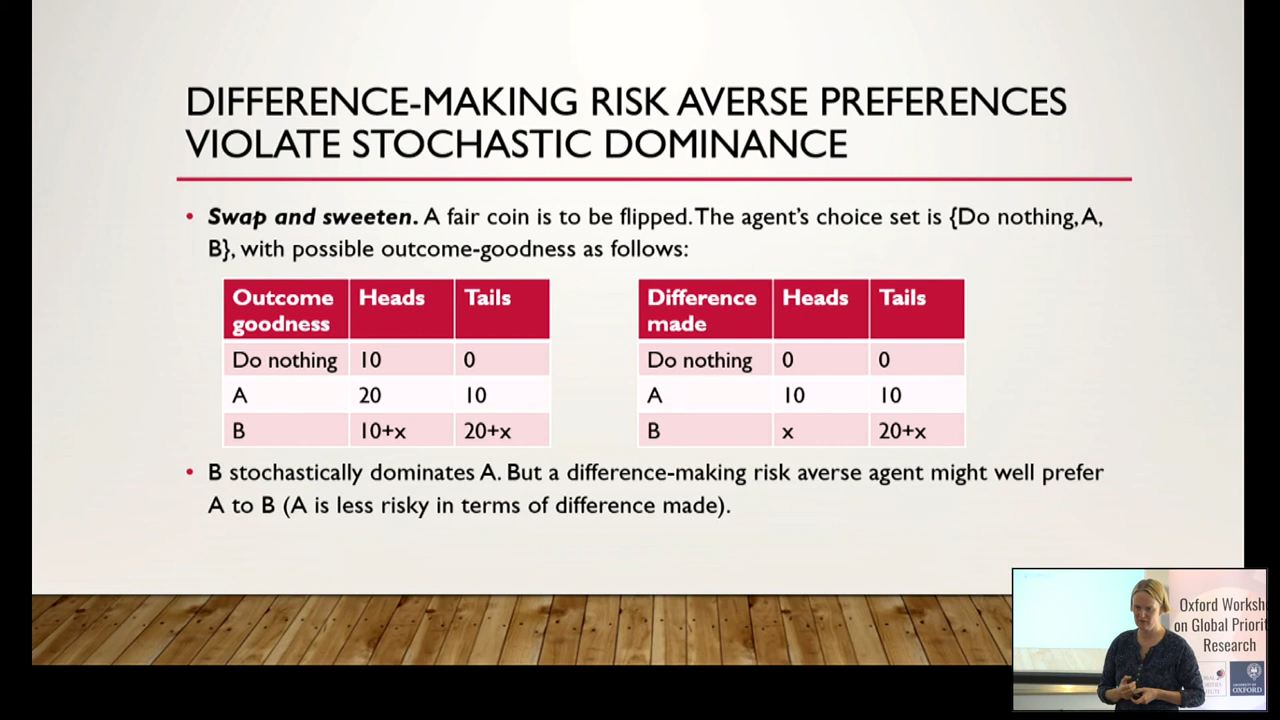 DIFFERENCE-MAKING RISK AVERSE PREFERENCES
VIOLATE STOCHASTIC DOMINANCE
• Swap and sweeten. A fair coin is to be flipped. The agent's choice set is {Do nothing, A,
B}, with possible outcome-goodness as follows:
Outcome goodness Heads Tails
Do nothing 10 0
A 20 10
B 10+x 20+x
Difference made Heads Tails
Do nothing 0 0
A 10 10
B x 20+x
• B stochastically dominates A. But a difference-making risk averse agent might well prefer
A to B (A is less risky in terms of difference made).
Oxford
on Global
Research
OXFORD